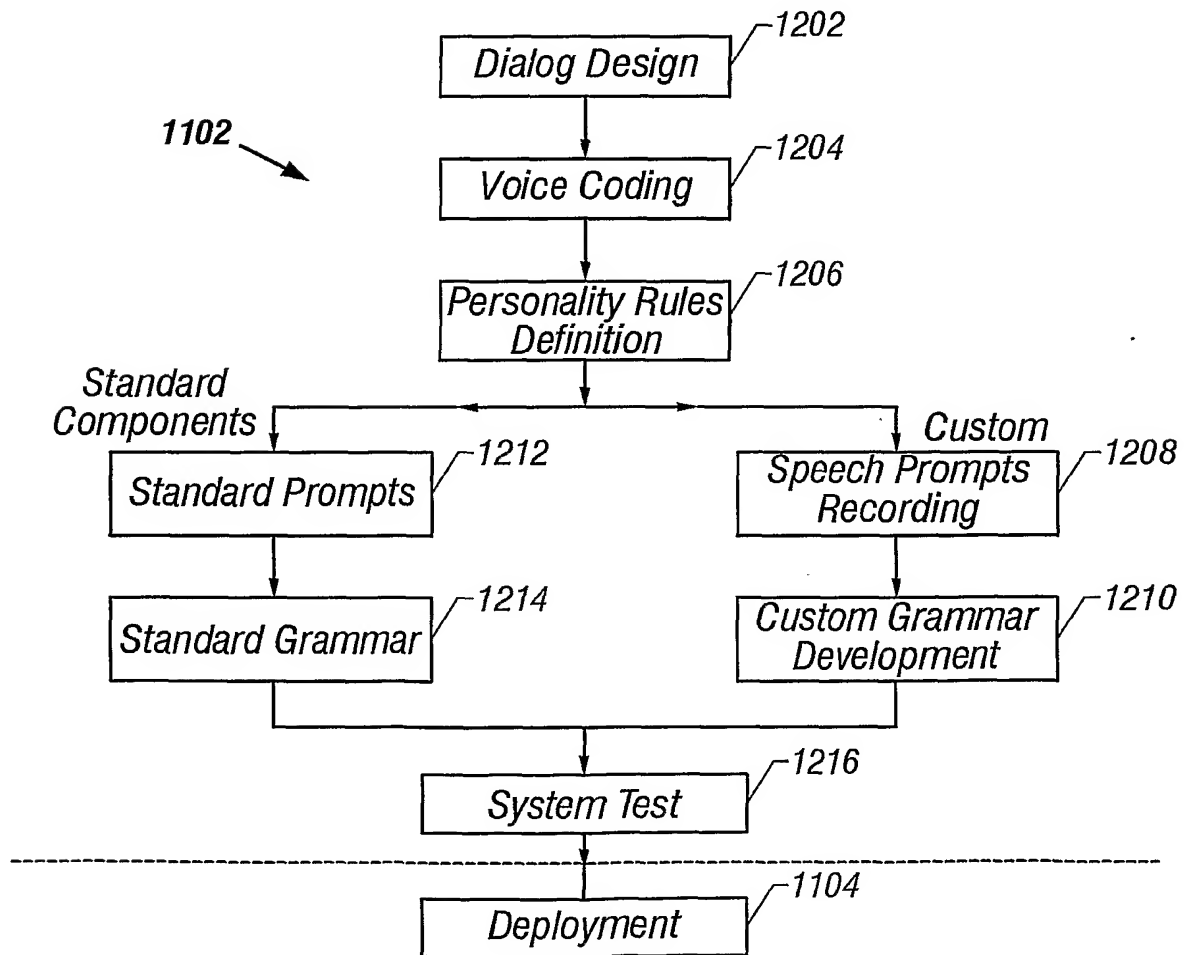 1202
Dialog Design
1102
1204
Voice Coding
1206
Personality Rules
Definition
Standard
Components
Custom
1212
Standard Prompts
1208
Speech Prompts
Recording
1214
Standard Grammar
1210
Custom Grammar
Development
1216
System Test
1104
Deployment